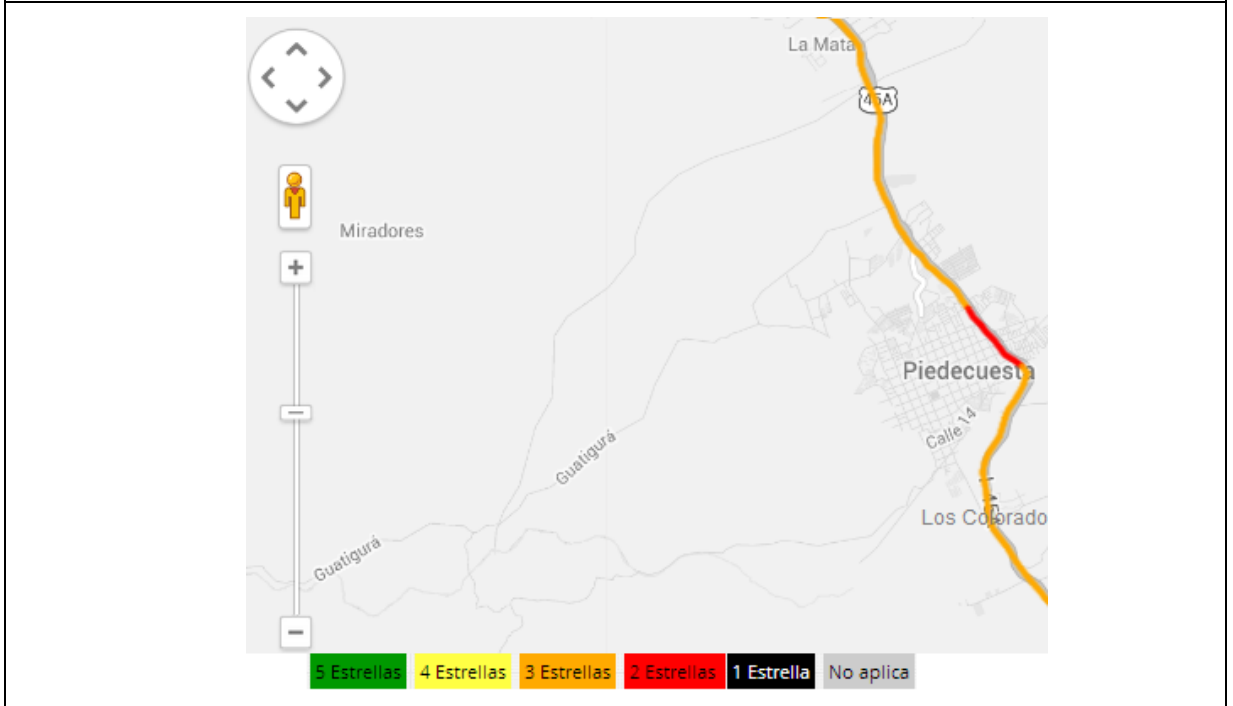 La Mata
45A
Miradores
Piedecuesta
Calle 14
Guatigurá
Los Colorado
Guatigurá
5 Estrellas 4 Estrellas 3 Estrellas 2 Estrellas 1 Estrella No aplica